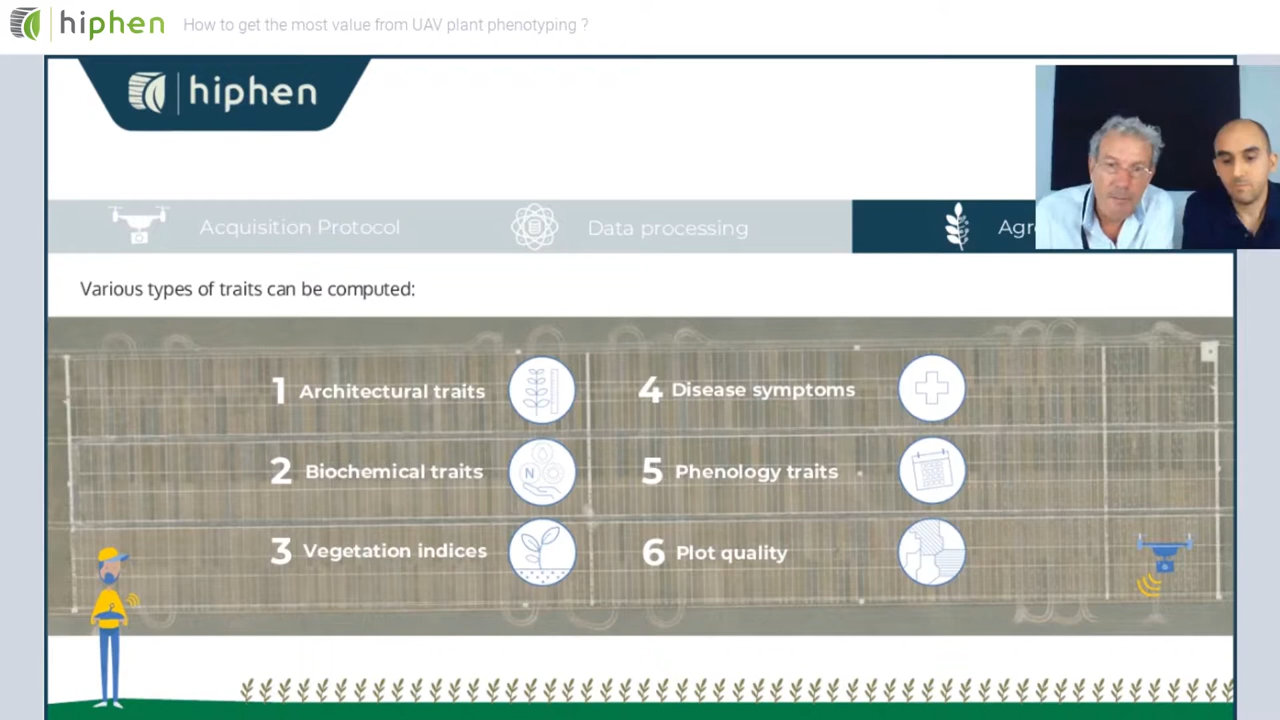 hiphen How to get the most value from UAV plant phenotyping ?
hiphen
Acquisition Protocol Data processing
Various types of traits can be computed:
1 Architectural traits 4 Disease symptoms
2 Biochemical traits N 5 Phenology traits
3 Vegetation indices 6 Plot quality